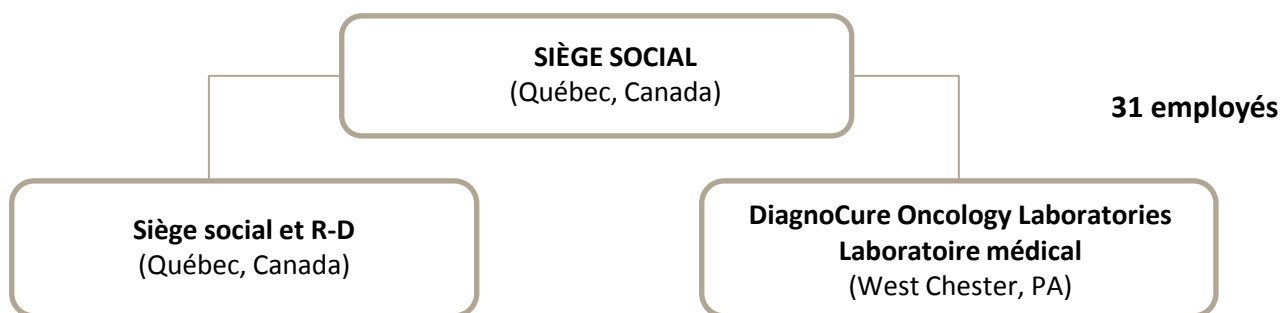 SIÈGE SOCIAL
(Québec, Canada)
31 employés
Siège social et R-D
(Québec, Canada)
DiagnoCure Oncology Laboratories
Laboratoire médical
(West Chester, PA)